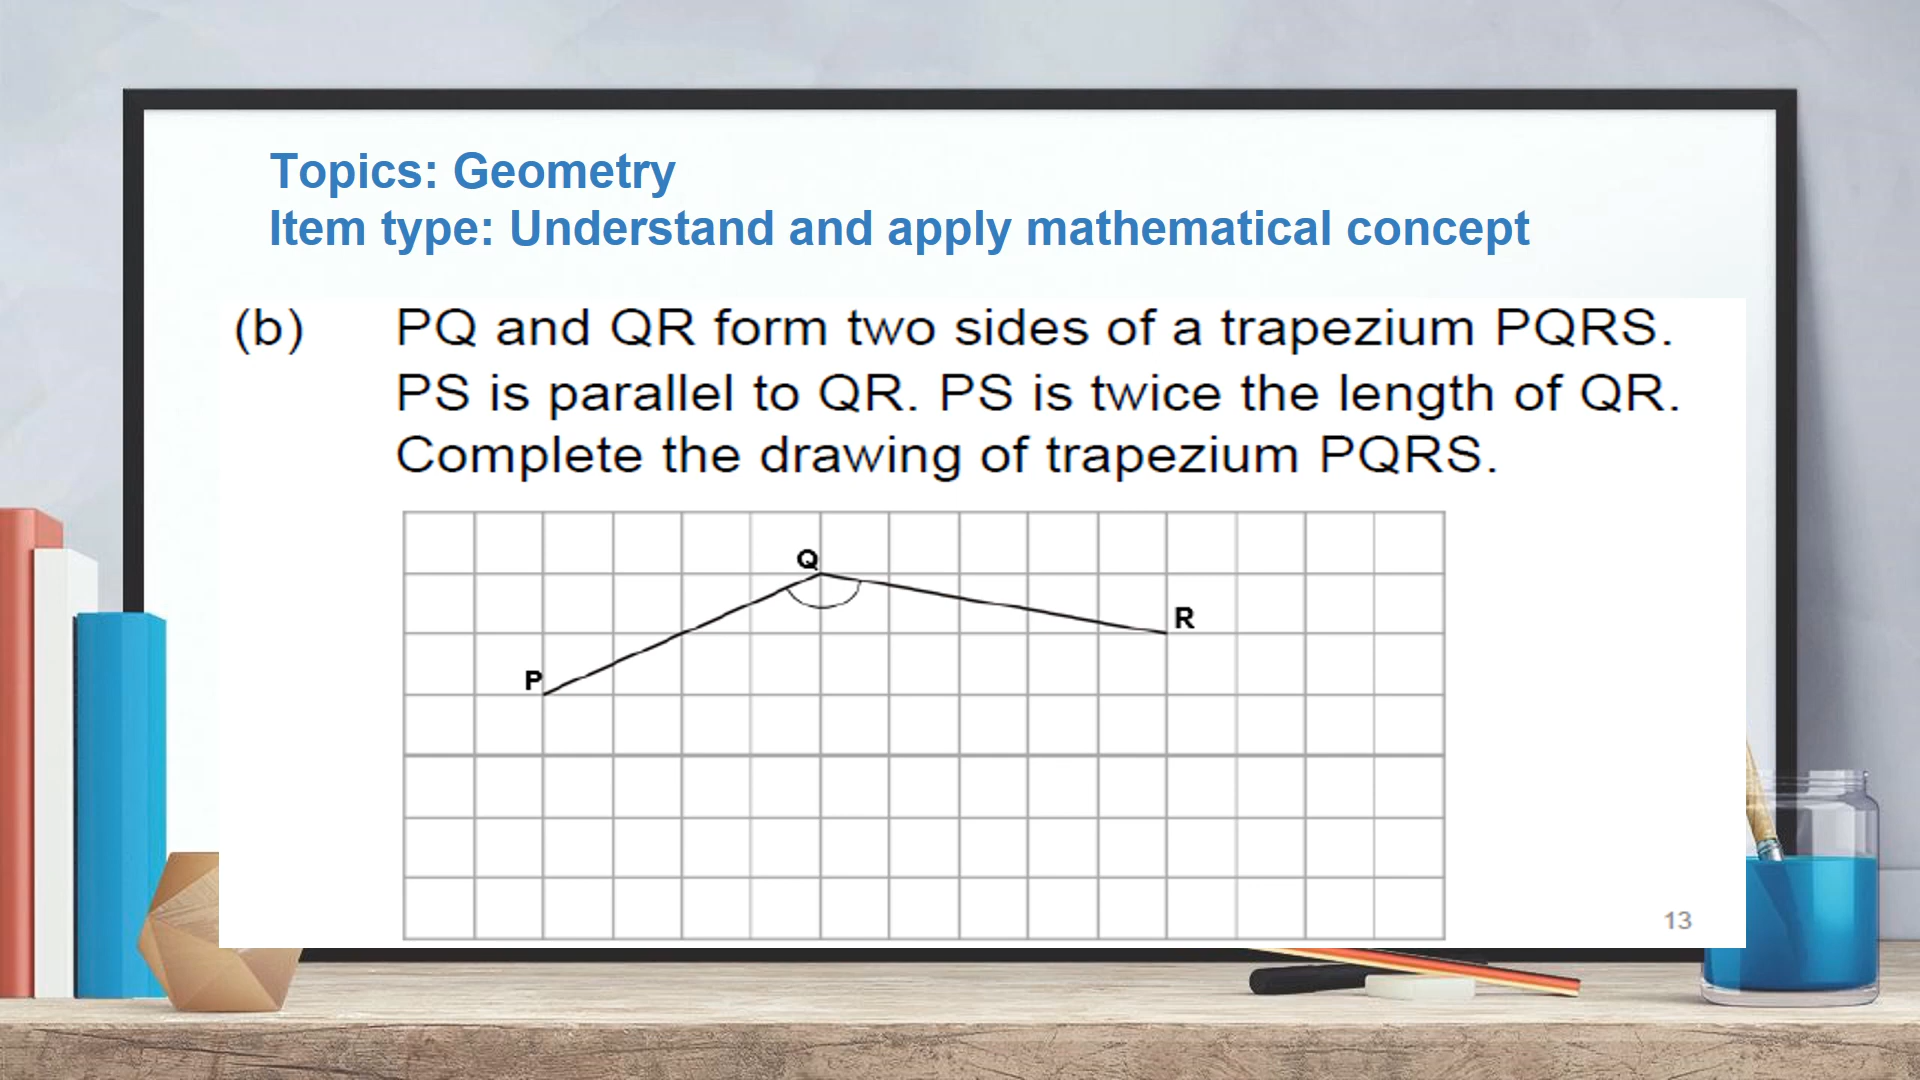 Topics: Geometry
Item type: Understand and apply mathematical concept
(b) PQ and QR form two sides of a trapezium PQRS.
PS is parallel to QR. PS is twice the length of QR.
Complete the drawing of trapezium PQRS.
Q
R
P
13